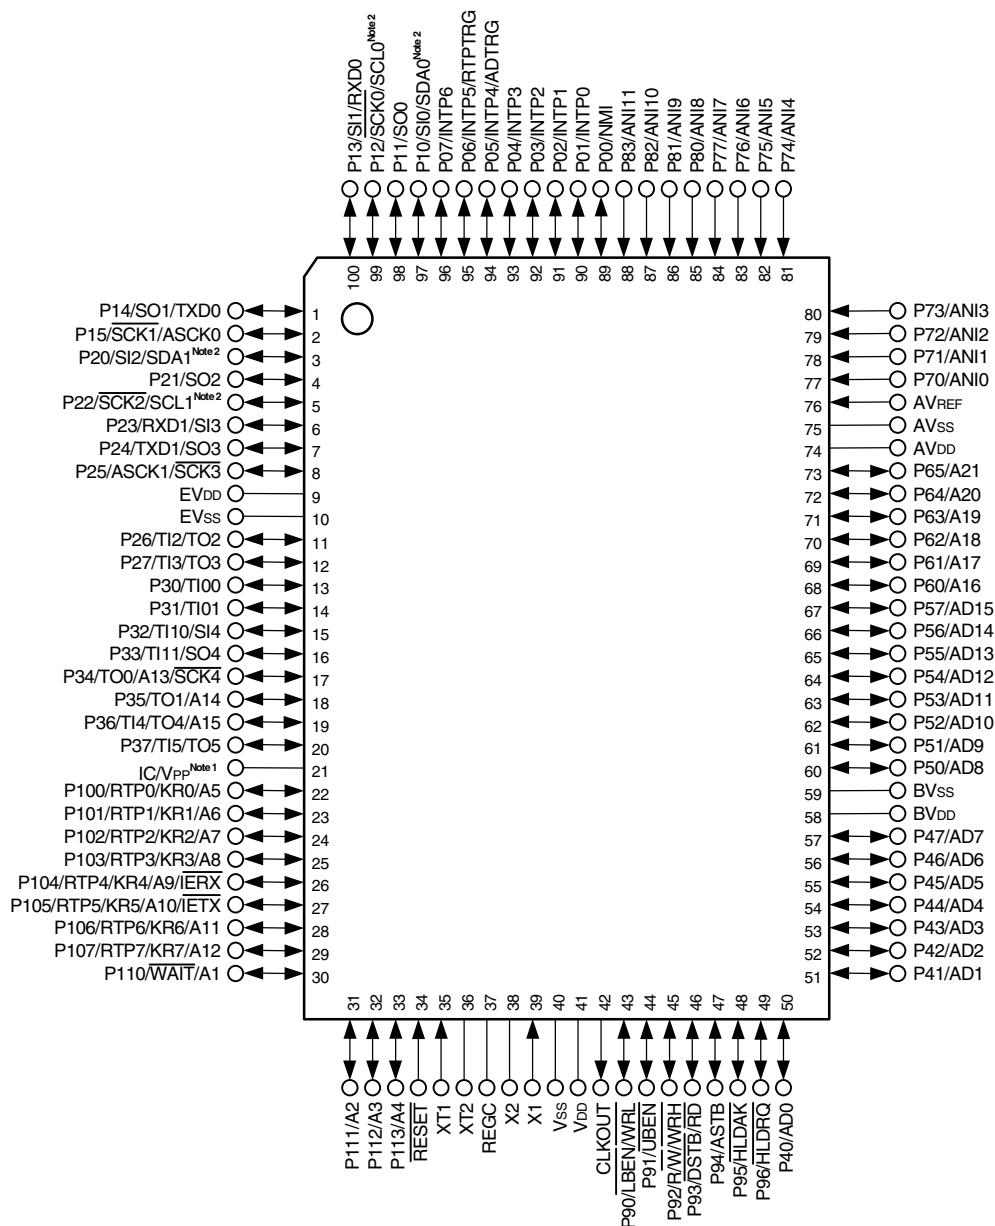 P13/SI1/RXD0
P12/SCK0/SCL0Note 2
P11/SO0
P10/SI0/SDA0Note 2
P07/INTP6
P06/INTP5/RTPTRG
P05/INTP4/ADTRG
P04/INTP3
P03/INTP2
P02/INTP1
P01/INTP0
P00/NMI
P83/ANI11
P82/ANI10
P81/ANI9
P80/ANI8
P77/ANI7
P76/ANI6
P75/ANI5
P74/ANI4
100 99 98 97 96 95 94 93 92 91 90 89 88 87 86 85 84 83 82 81
P14/SO1/TXD0 1
P15/SCK1/ASCK0 2
P20/SI2/SDA1Note 2 3
P21/SO2 4
P22/SCK2/SCL1Note 2 5
P23/RXD1/SI3 6
P24/TXD1/SO3 7
P25/ASCK1/SCK3 8
EVDD 9
EVSS 10
P26/TI2/TO2 11
P27/TI3/TO3 12
P30/TI00 13
P31/TI01 14
P32/TI10/SI4 15
P33/TI11/SO4 16
P34/TO0/A13/SCK4 17
P35/TO1/A14 18
P36/TI4/TO4/A15 19
P37/TI5/TO5 20
IC/VPPNote 1 21
P100/RTP0/KR0/A5 22
P101/RTP1/KR1/A6 23
P102/RTP2/KR2/A7 24
P103/RTP3/KR3/A8 25
P104/RTP4/KR4/A9/IERX 26
P105/RTP5/KR5/A10/IETX 27
P106/RTP6/KR6/A11 28
P107/RTP7/KR7/A12 29
P110/WAIT/A1 30
80 P73/ANI3
79 P72/ANI2
78 P71/ANI1
77 P70/ANI0
76 AVREF
75 AVSS
74 AVDD
73 P65/A21
72 P64/A20
71 P63/A19
70 P62/A18
69 P61/A17
68 P60/A16
67 P57/AD15
66 P56/AD14
65 P55/AD13
64 P54/AD12
63 P53/AD11
62 P52/AD10
61 P51/AD9
60 P50/AD8
59 BVSS
58 BVDD
57 P47/AD7
56 P46/AD6
55 P45/AD5
54 P44/AD4
53 P43/AD3
52 P42/AD2
51 P41/AD1
31 32 33 34 35 36 37 38 39 40 41 42 43 44 45 46 47 48 49 50
P111/A2
P112/A3
P113/A4
RESET
XT1
XT2
REGC
X2
X1
VSS
VDD
CLKOUT
P90/LBEN/WRL
P91/UBEN
P92/R/W/WRH
P93/DSTB/RD
P94/ASTB
P95/HLDAK
P96/HLDRQ
P40/AD0